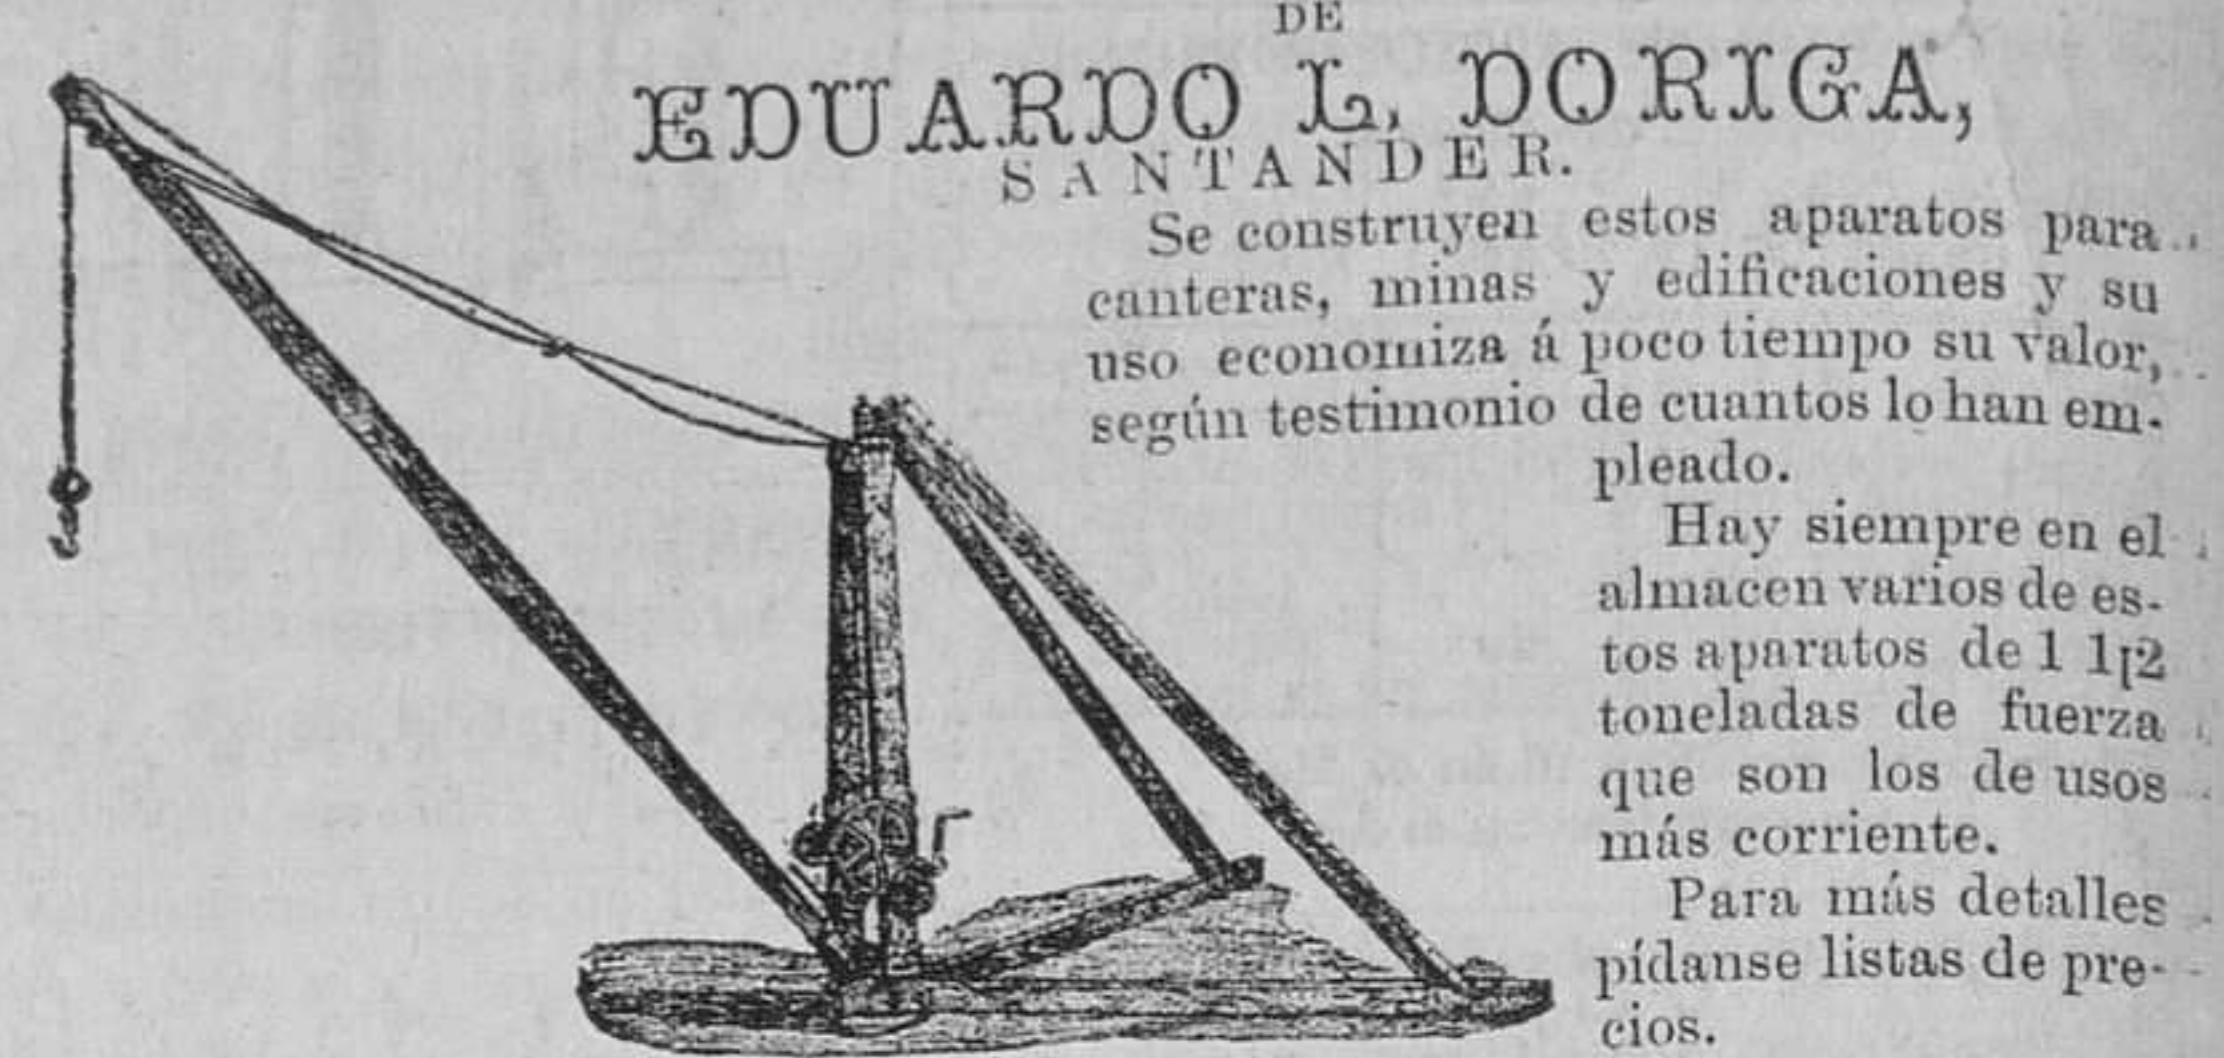 DE
EDUARDO L. DORIGA,
SANTANDER.
Se construyen estos aparatos para
canteras, minas y edificaciones y su
uso economiza á poco tiempo su valor,
según testimonio de cuantos lo han em-
pleado.
Hay siempre en el
almacen varios de es-
tos aparatos de 1 1¡2
toneladas de fuerza
que son los de usos
más corriente.
Para más detalles
pídanse listas de pre-
cios.